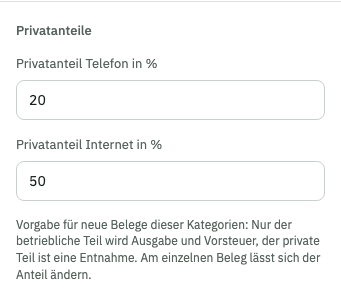 Privatanteile
Privatanteil Telefon in %
20
Privatanteil Internet in %
50
Vorgabe für neue Belege dieser Kategorien: Nur der
betriebliche Teil wird Ausgabe und Vorsteuer, der private
Teil ist eine Entnahme. Am einzelnen Beleg lässt sich der
Anteil ändern.